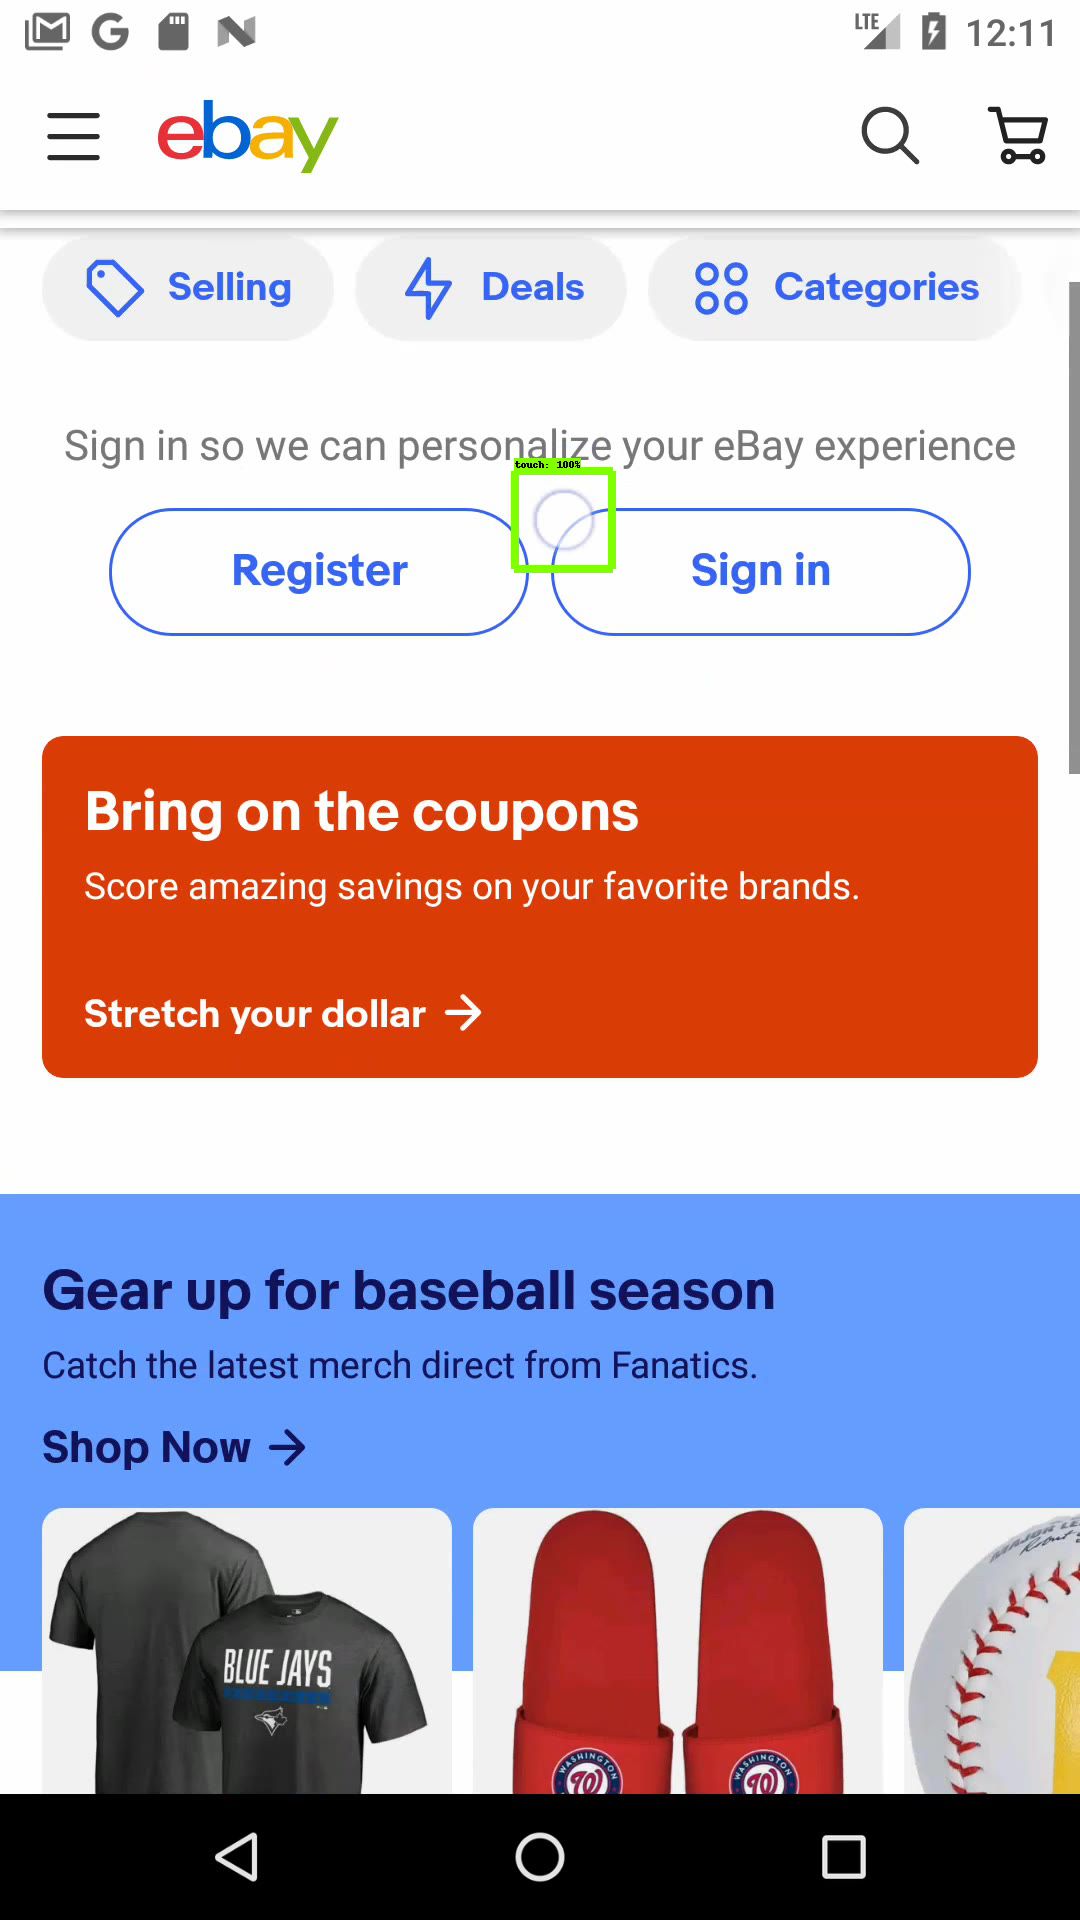 LTE 12:11
ebay
Selling Deals Categories
Sign in so we can personalize your eBay experience
touch: 100%
Register Sign in
Bring on the coupons
Score amazing savings on your favorite brands.
Stretch your dollar
Gear up for baseball season
Catch the latest merch direct from Fanatics.
Shop Now
BLUE JAYS
WASHINGTON
W
WASHINGTON
W